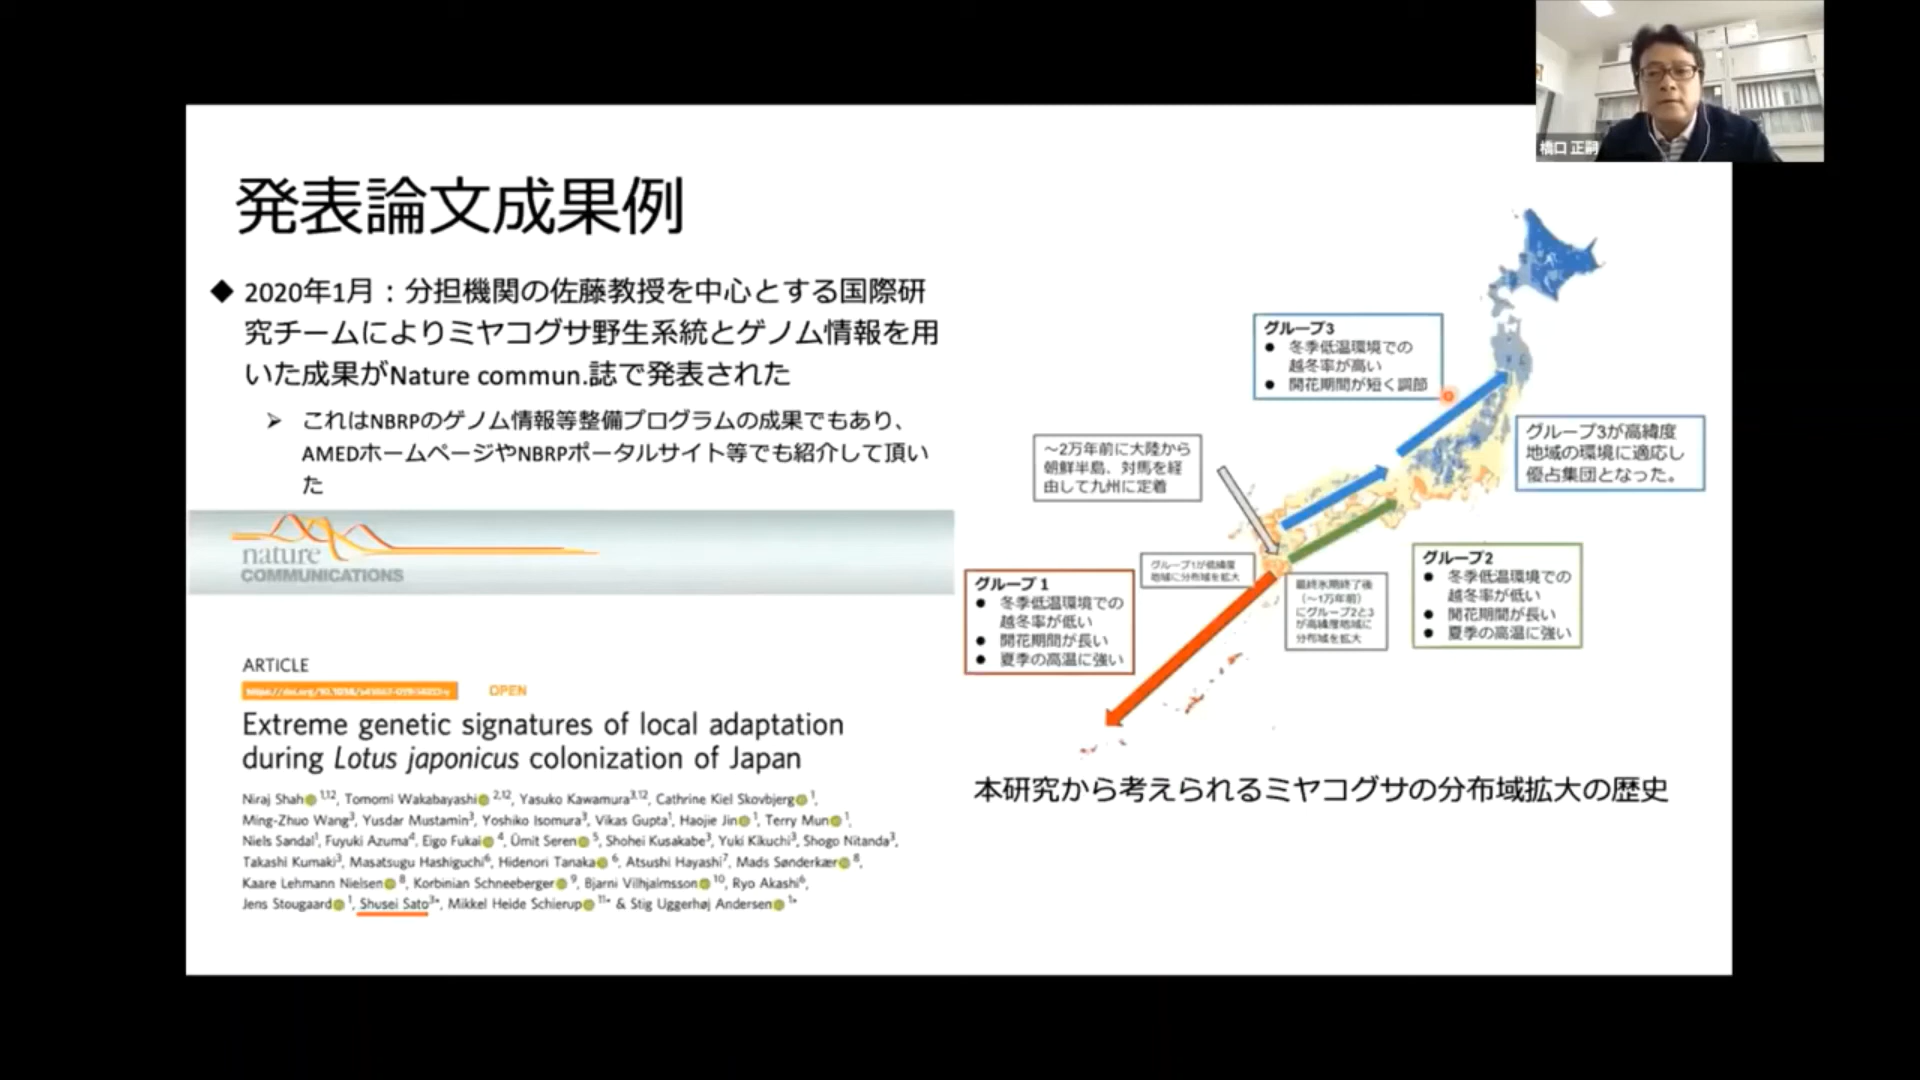 橋口 正嗣
発表論文成果例
◆ 2020年1月：分担機関の佐藤教授を中心とする国際研
究チームによりミヤコグサ野生系統とゲノム情報を用
いた成果がNature commun.誌で発表された
➢ これはNBRPのゲノム情報等整備プログラムの成果でもあり、
AMEDホームページやNBRPポータルサイト等でも紹介して頂い
た
nature
COMMUNICATIONS
ARTICLE
OPEN
Extreme genetic signatures of local adaptation
during Lotus japonicus colonization of Japan
Niraj Shah 1,12, Tomomi Wakabayashi 2,12, Yasuko Kawamura3,12, Cathrine Kiel Skovbjerg 1,
Ming-Zhuo Wang3, Yusdar Mustamin3, Yoshiko Isomura3, Vikas Gupta1, Haojie Jin 1, Terry Mun 1,
Niels Sandal1, Fuyuki Azuma4, Eigo Fukai 4, Ümit Seren 5, Shohei Kusakabe3, Yuki Kikuchi3, Shogo Nitanda3,
Takashi Kumaki3, Masatsugu Hashiguchi6, Hidenori Tanaka 6, Atsushi Hayashi7, Mads Sønderkær 8,
Kaare Lehmann Nielsen 8, Korbinian Schneeberger 9, Bjarni Vilhjalmsson 10, Ryo Akashi6,
Jens Stougaard 1, Shusei Sato3*, Mikkel Heide Schierup 11* & Stig Uggerhøj Andersen 1*
グループ3
● 冬季低温環境での
越冬率が高い
● 開花期間が短く調節
グループ3が高緯度
地域の環境に適応し
優占集団となった。
～2万年前に大陸から
朝鮮半島、対馬を経
由して九州に定着
グループ1が低緯度
地域に分布域を拡大
グループ1
● 冬季低温環境での
越冬率が低い
● 開花期間が長い
● 夏季の高温に強い
最終氷期終了後
（～1万年前）
にグループ2と3
が高緯度地域に
分布域を拡大
グループ2
● 冬季低温環境での
越冬率が低い
● 開花期間が長い
● 夏季の高温に強い
本研究から考えられるミヤコグサの分布域拡大の歴史